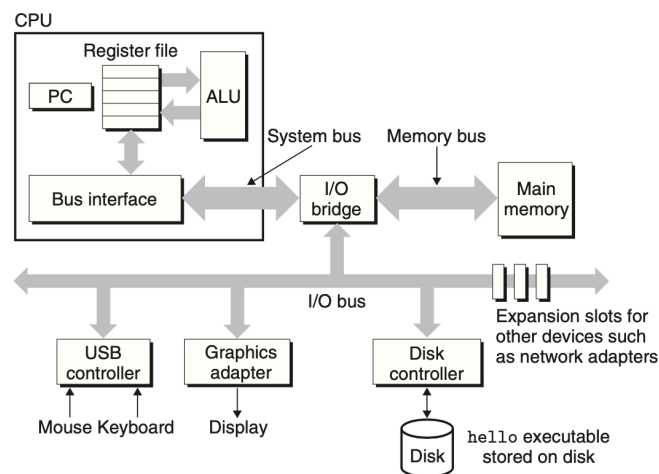 CPU
Register file
PC
ALU
System bus
Memory bus
Bus interface
I/O
bridge
Main
memory
I/O bus
Expansion slots for
other devices such
as network adapters
USB
controller
Graphics
adapter
Disk
controller
Mouse Keyboard
Display
Disk
hello executable
stored on disk